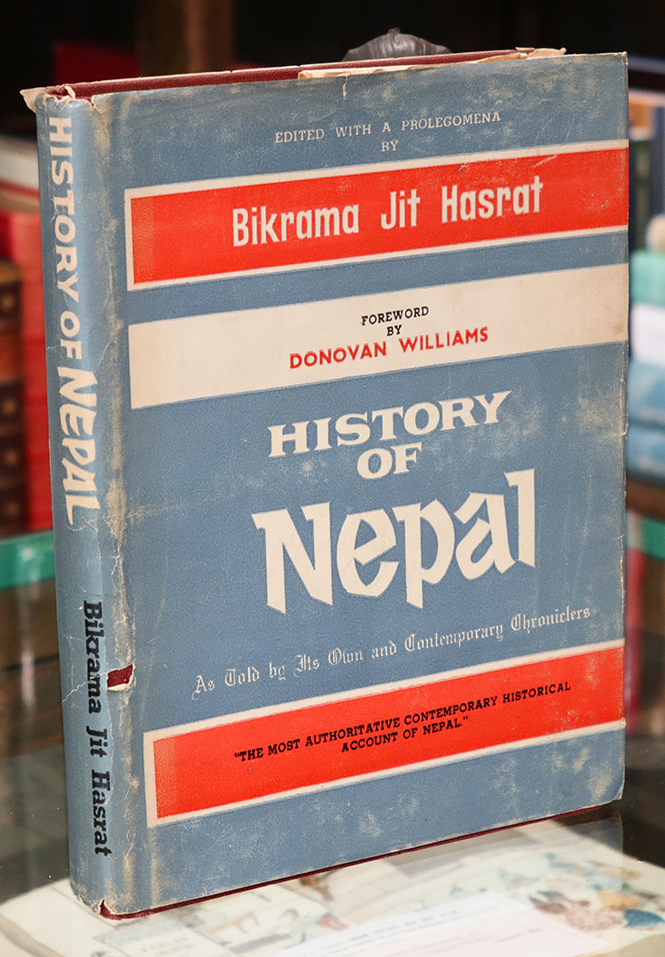 HISTORY OF NEPAL
Bikrama Jit Hasrat
EDITED WITH A PROLEGOMENA
BY
Bikrama Jit Hasrat
FOREWORD
BY
DONOVAN WILLIAMS
HISTORY
OF
Nepal
As Told by Its Own and Contemporary Chroniclers
"THE MOST AUTHORITATIVE CONTEMPORARY HISTORICAL
ACCOUNT OF NEPAL."